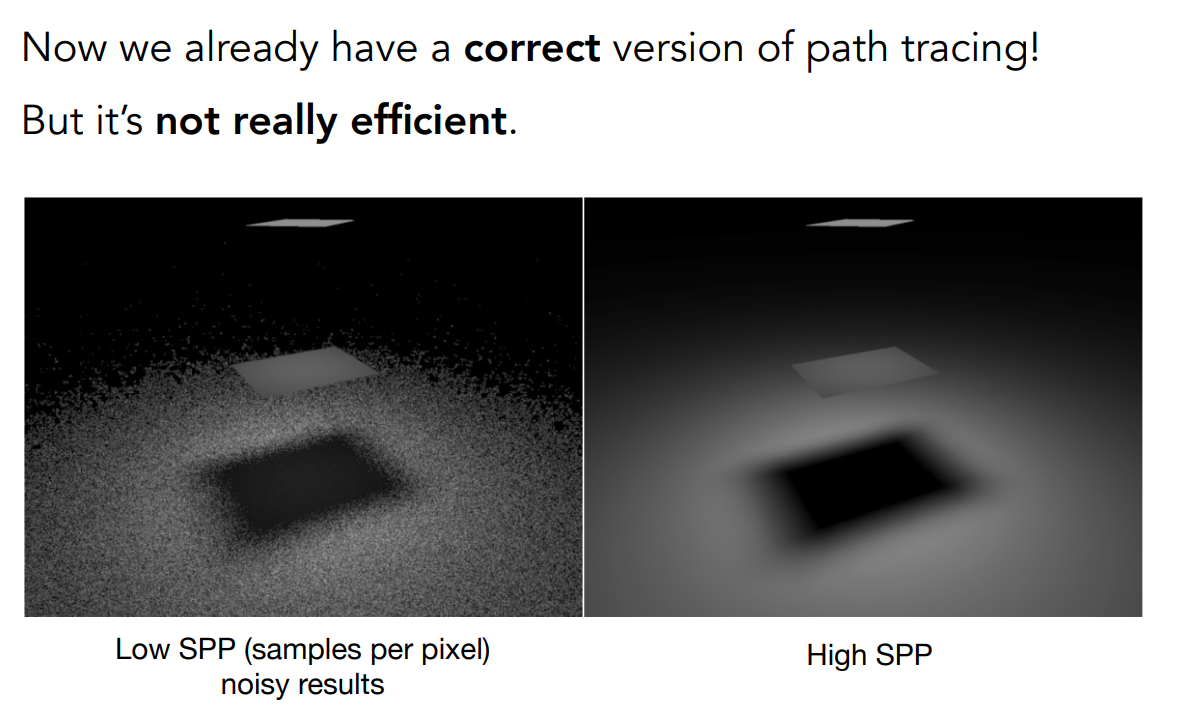 Now we already have a correct version of path tracing!
But it’s not really efficient.
Low SPP (samples per pixel)
noisy results
High SPP